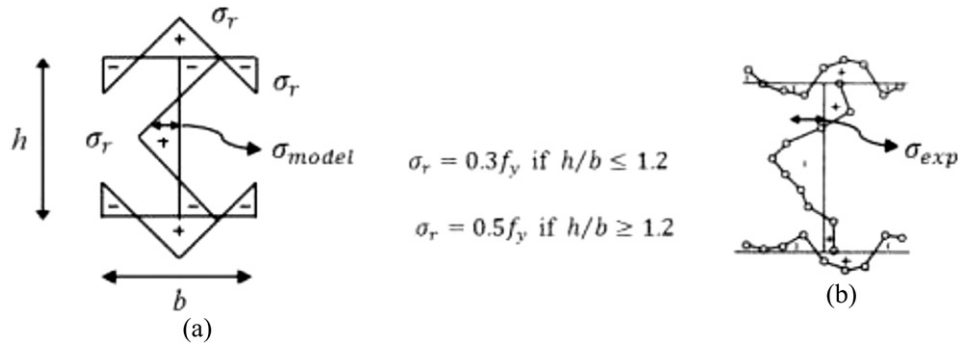 σr
+
- - - -
σr
σr
+
h
σmodel
σr = 0.3fy if h/b ≤ 1.2
σr = 0.5fy if h/b ≥ 1.2
- - - -
+
b
(a)
+
+
σexp
+
+
(b)